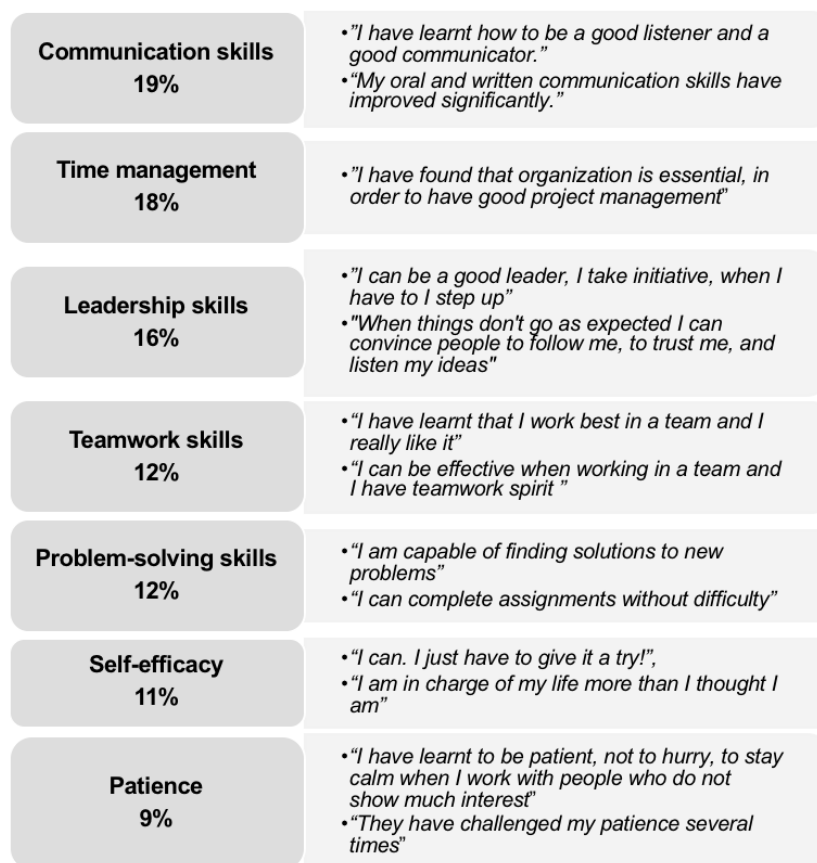 Communication skills
19%
•”I have learnt how to be a good listener and a
good communicator.”
•“My oral and written communication skills have
improved significantly.”
Time management
18%
•”I have found that organization is essential, in
order to have good project management”
Leadership skills
16%
•”I can be a good leader, I take initiative, when I
have to I step up”
•"When things don't go as expected I can
convince people to follow me, to trust me, and
listen my ideas"
Teamwork skills
12%
•“I have learnt that I work best in a team and I
really like it”
•“I can be effective when working in a team and
I have teamwork spirit ”
Problem-solving skills
12%
•“I am capable of finding solutions to new
problems”
•“I can complete assignments without difficulty”
Self-efficacy
11%
•“I can. I just have to give it a try!”,
•“I am in charge of my life more than I thought I
am”
Patience
9%
•“I have learnt to be patient, not to hurry, to stay
calm when I work with people who do not
show much interest”
•“They have challenged my patience several
times”